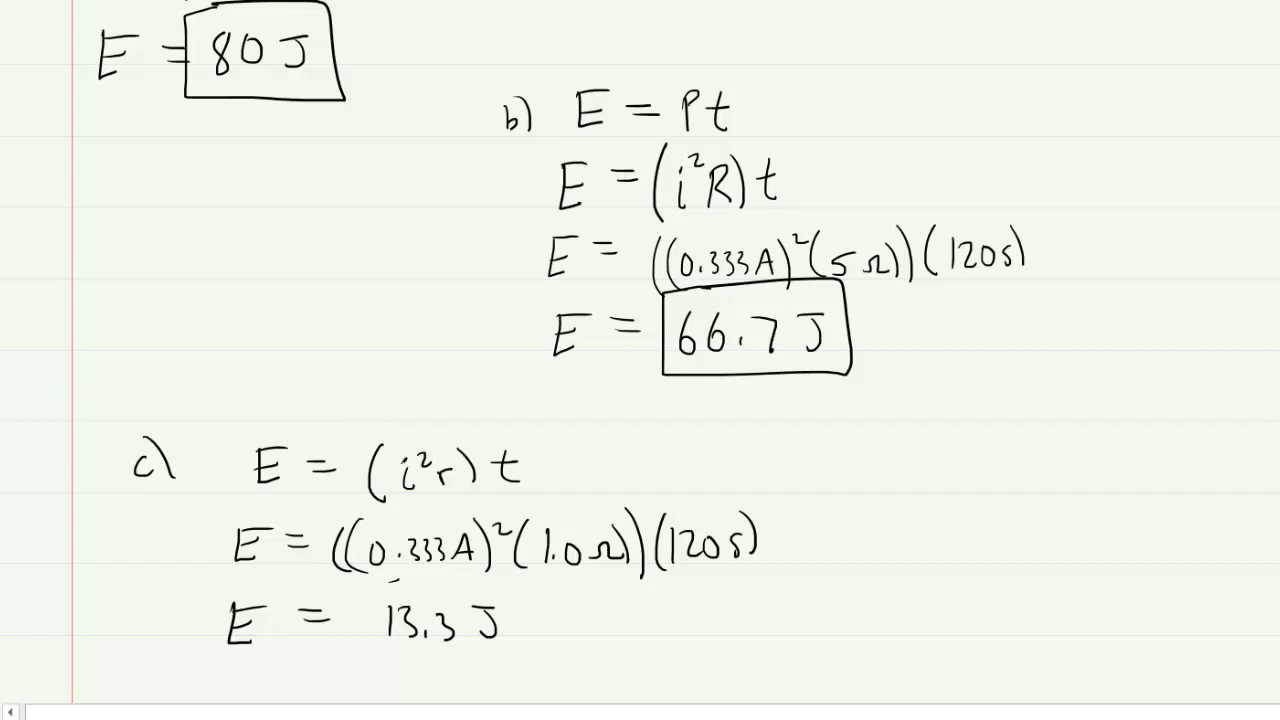 E = 80 J
b) E = Pt
E = (i²R)t
E = ((0.333A)²(5Ω))(120s)
E = 66.7 J
c) E = (i²r)t
E = ((0.333A)²(1.0Ω))(120s)
E = 13.3 J